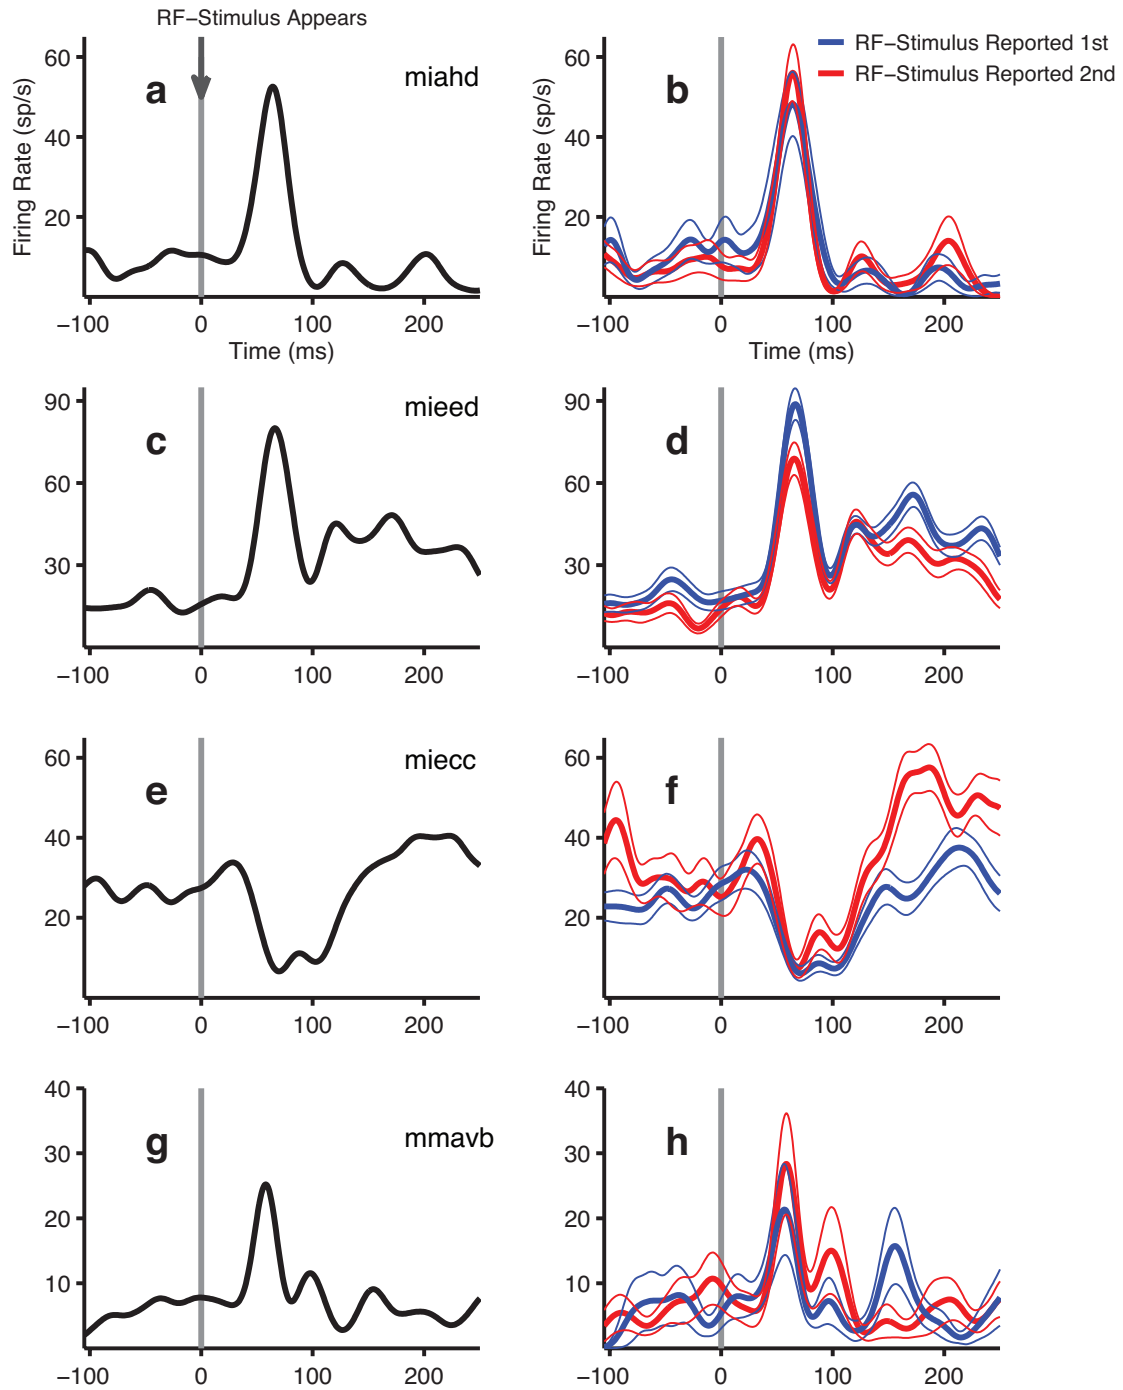 RF−Stimulus Appears
Firing Rate (sp/s)
60
40
20
a
miahd
−100 0 100 200
Time (ms)
Firing Rate (sp/s)
60
40
20
b
RF−Stimulus Reported 1st
RF−Stimulus Reported 2nd
−100 0 100 200
Time (ms)
90
60
30
c
mieed
−100 0 100 200
90
60
30
d
−100 0 100 200
60
40
20
e
miecc
−100 0 100 200
60
40
20
f
−100 0 100 200
40
30
20
10
g
mmavb
−100 0 100 200
40
30
20
10
h
−100 0 100 200